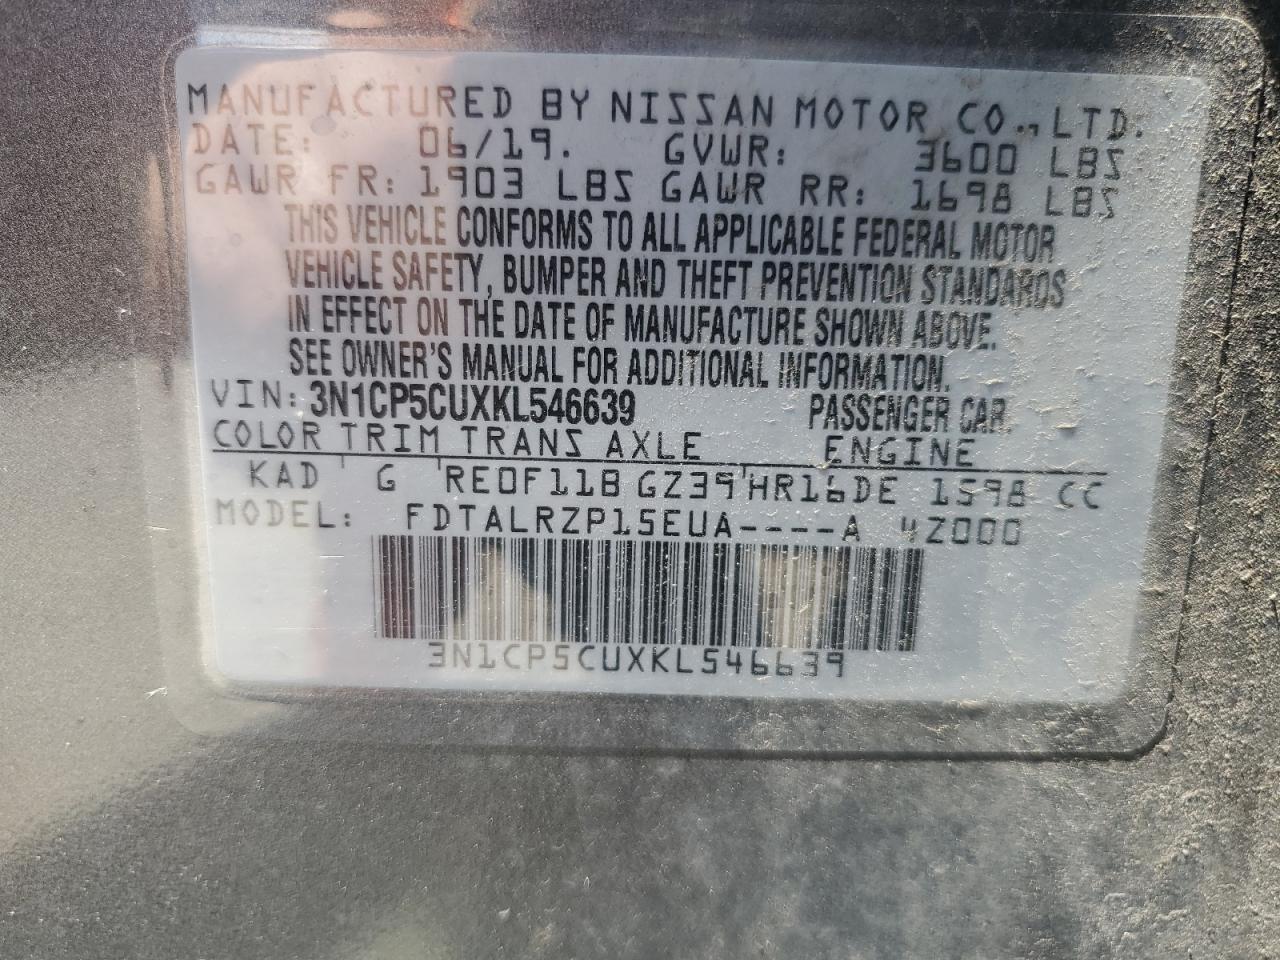 MANUFACTURED BY NISSAN MOTOR CO., LTD.
DATE: 06/19. GVWR: 3600 LBS
GAWR FR: 1903 LBS GAWR RR: 1698 LBS
THIS VEHICLE CONFORMS TO ALL APPLICABLE FEDERAL MOTOR
VEHICLE SAFETY, BUMPER AND THEFT PREVENTION STANDARDS
IN EFFECT ON THE DATE OF MANUFACTURE SHOWN ABOVE.
SEE OWNER'S MANUAL FOR ADDITIONAL INFORMATION.
VIN: 3N1CP5CUXKL546639 PASSENGER CAR.
COLOR TRIM TRANS AXLE ENGINE
KAD G RE0F11B GZ39 HR16DE 1598 CC
MODEL: FDTALRZP15EUA----A 4Z000
3N1CP5CUXKL546639